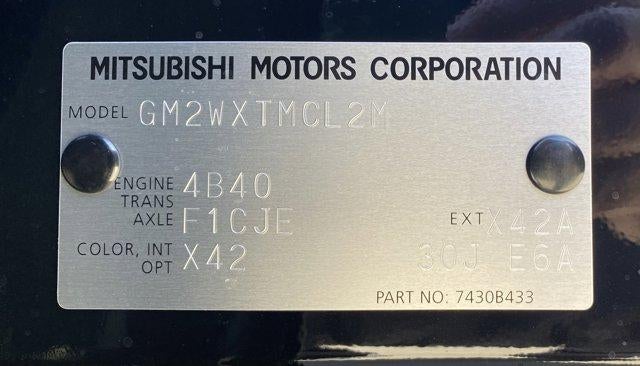 MITSUBISHI MOTORS CORPORATION
MODEL GM2WXTMCL2M
ENGINE 4B40
TRANS
AXLE F1CJE EXT X42A
COLOR, INT X42 30J E6A
OPT
PART NO: 7430B433